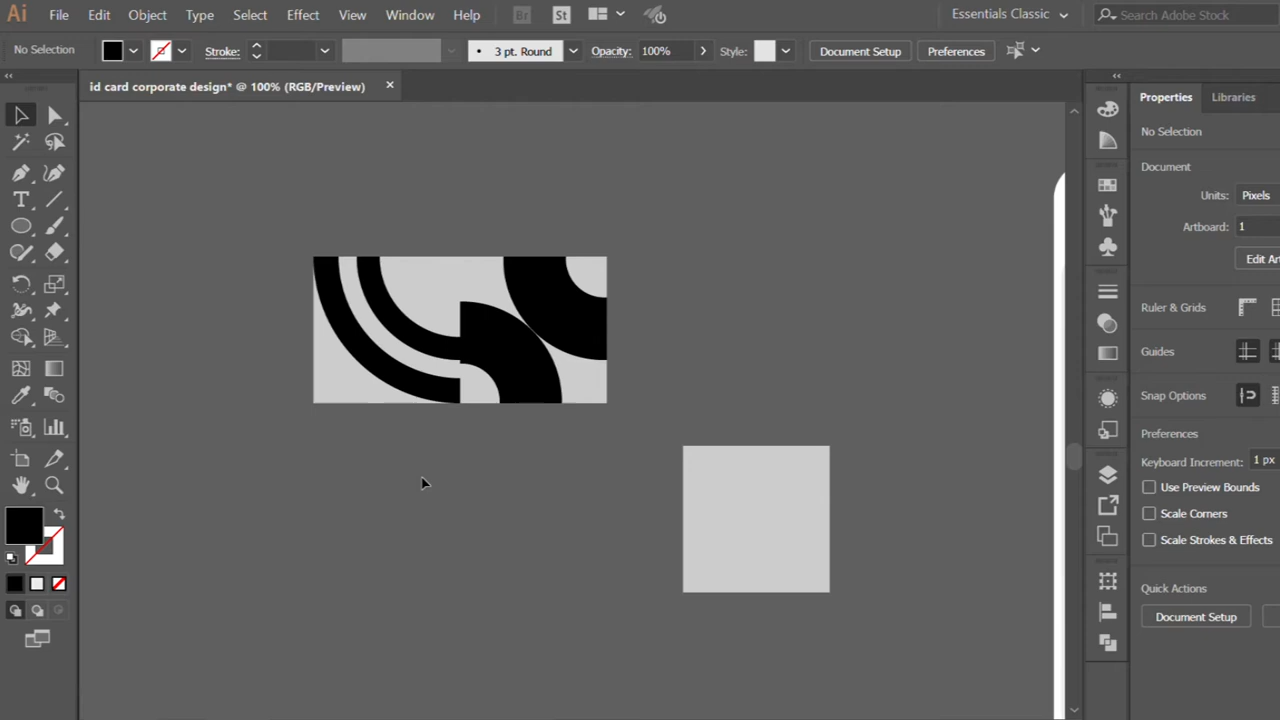 Ai File Edit Object Type Select Effect View Window Help Br St Essentials Classic Search Adobe Stock
No Selection Stroke: 3 pt. Round Opacity: 100% Style: Document Setup Preferences
id card corporate design* @ 100% (RGB/Preview) ×
Properties Libraries
No Selection
Document
Units: Pixels
Artboard: 1
Edit Ar
Ruler & Grids
Guides
Snap Options
Preferences
Keyboard Increment: 1 px
Use Preview Bounds
Scale Corners
Scale Strokes & Effects
Quick Actions
Document Setup